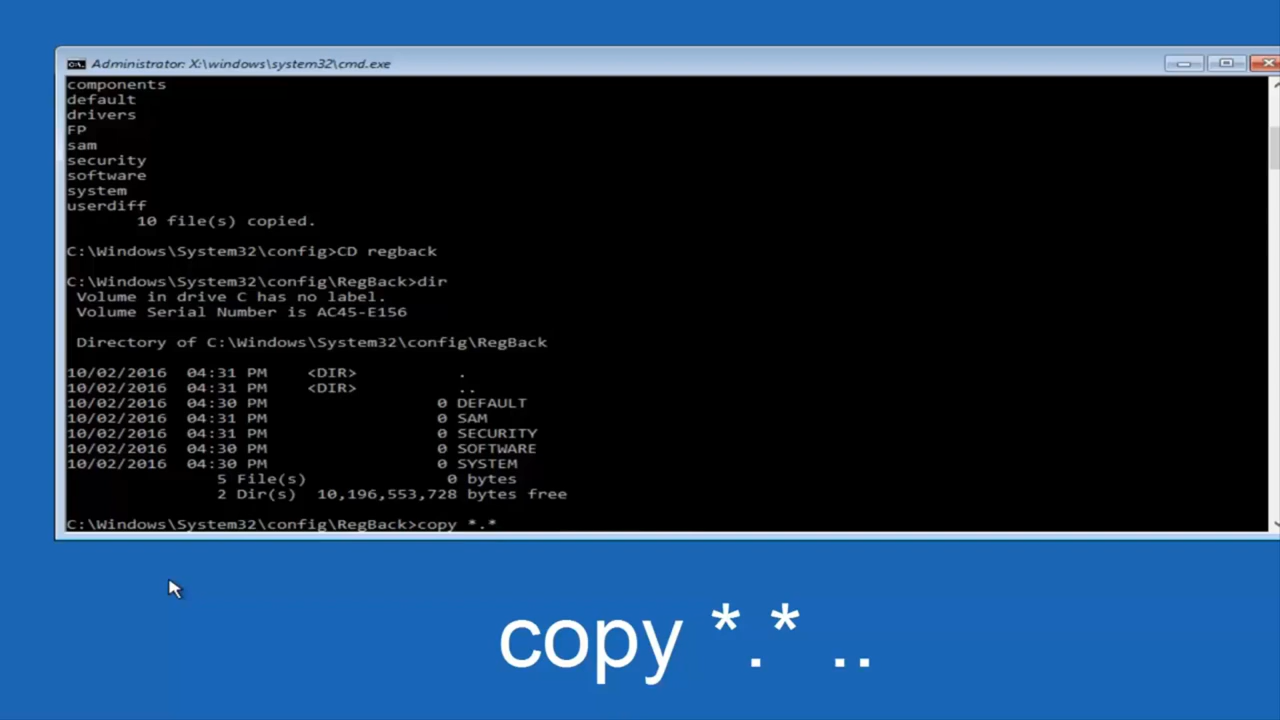 Administrator: X:\windows\system32\cmd.exe
components
default
drivers
FP
sam
security
software
system
userdiff
10 file(s) copied.
C:\Windows\System32\config>CD regback
C:\Windows\System32\config\RegBack>dir
Volume in drive C has no label.
Volume Serial Number is AC45-E156
Directory of C:\Windows\System32\config\RegBack
10/02/2016 04:31 PM <DIR> .
10/02/2016 04:31 PM <DIR> ..
10/02/2016 04:30 PM 0 DEFAULT
10/02/2016 04:31 PM 0 SAM
10/02/2016 04:31 PM 0 SECURITY
10/02/2016 04:30 PM 0 SOFTWARE
10/02/2016 04:30 PM 0 SYSTEM
5 File(s) 0 bytes
2 Dir(s) 10,196,553,728 bytes free
C:\Windows\System32\config\RegBack>copy *.*
copy *.* ..